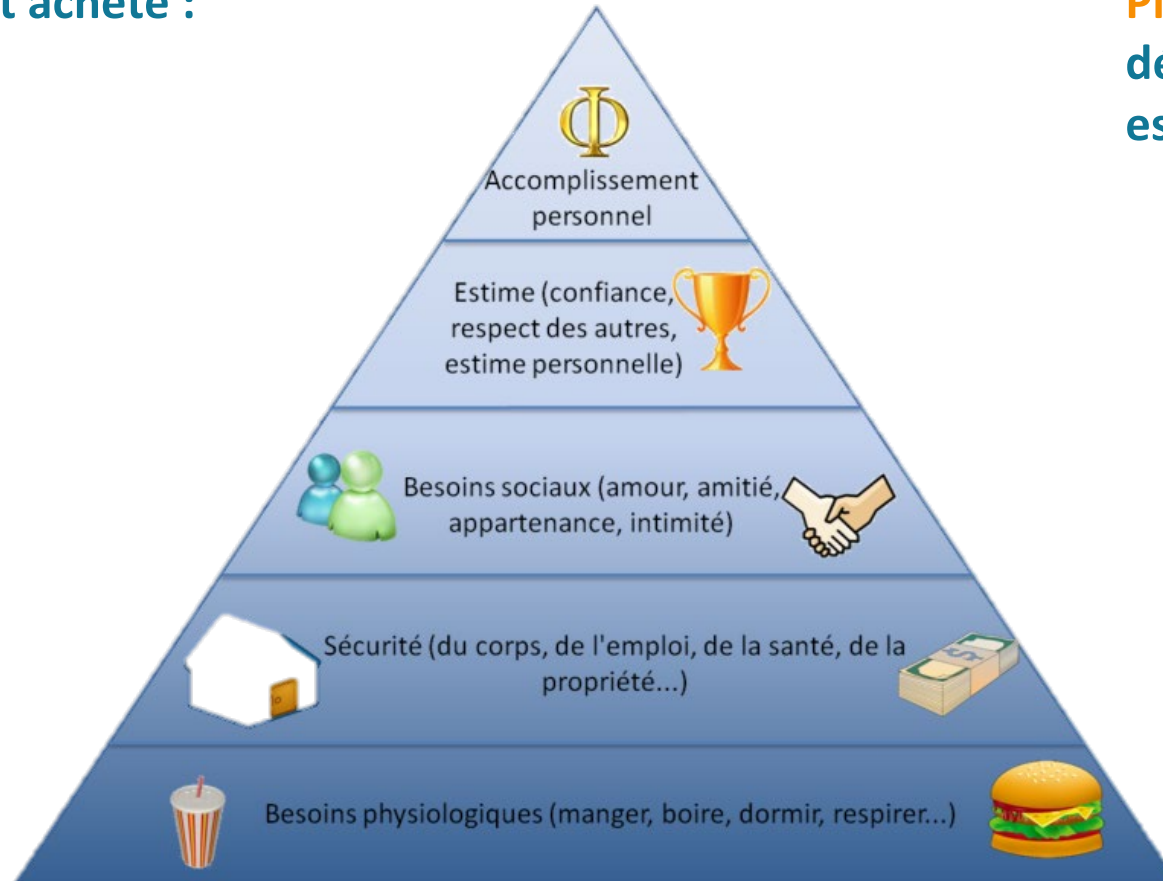 t achete :
Accomplissement
personnel
Estime (confiance,
respect des autres,
estime personnelle)
Besoins sociaux (amour, amitié,
appartenance, intimité)
Sécurité (du corps, de l'emploi, de la santé, de la
propriété...)
Besoins physiologiques (manger, boire, dormir, respirer...)